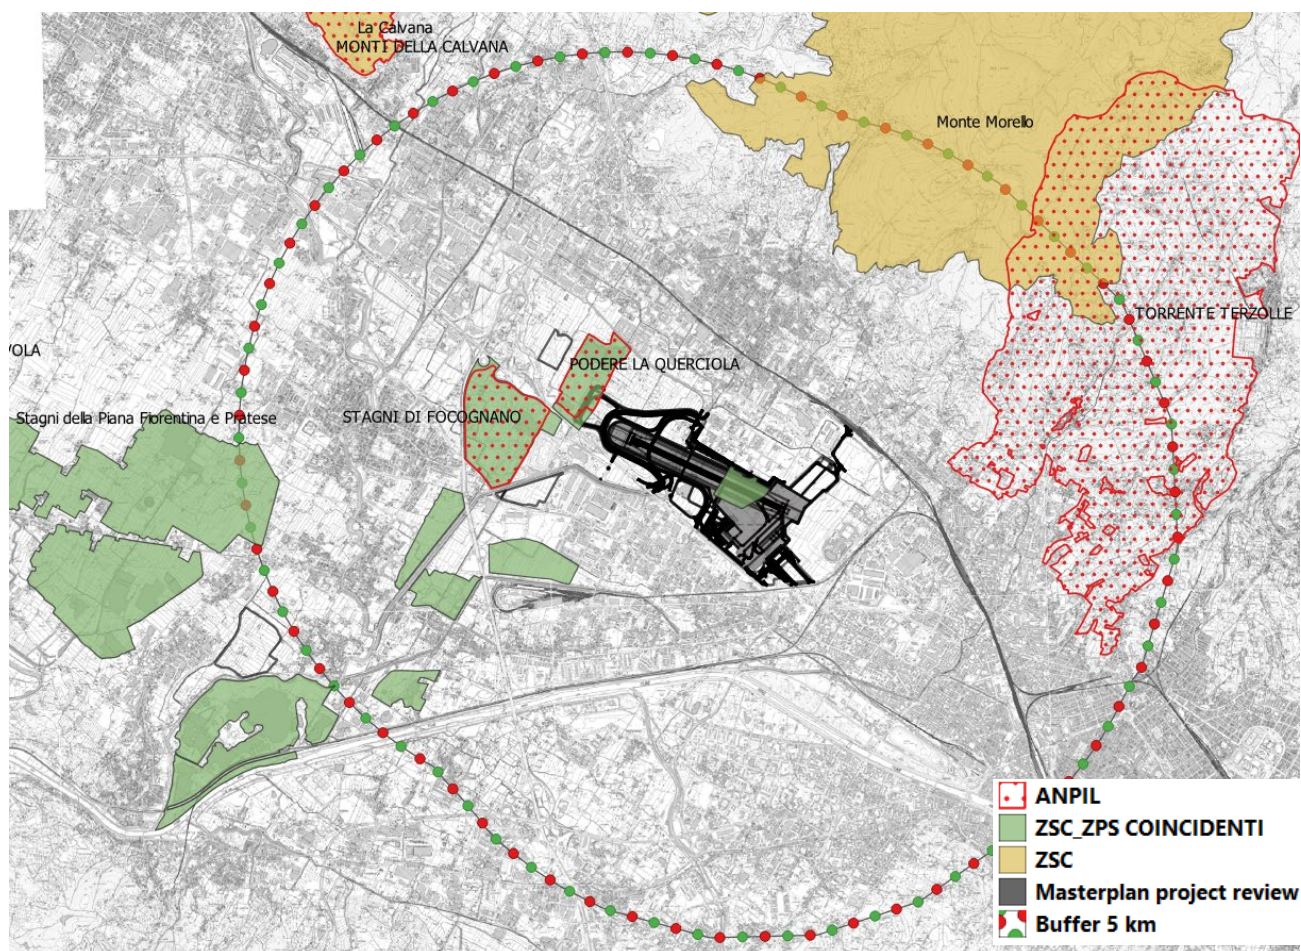 La Calvana
MONTI DELLA CALVANA
Monte Morello
TORRENTE TERZOLLE
VOLA
PODERE LA QUERCIOLA
Stagni della Piana Fiorentina e Pratese
STAGNI DI FOCOGNANO
ANPIL
ZSC_ZPS COINCIDENTI
ZSC
Masterplan project review
Buffer 5 km